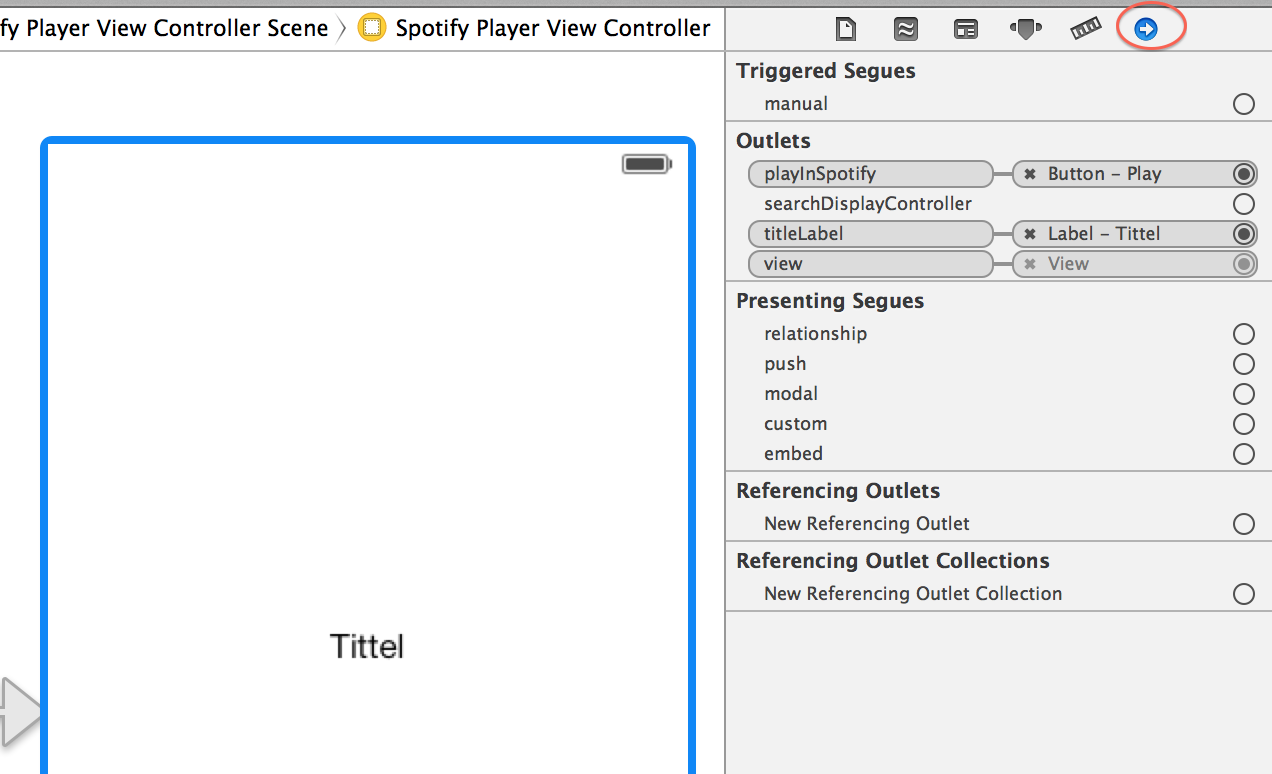 fy Player View Controller Scene Spotify Player View Controller
Triggered Segues
manual
Outlets
playInSpotify Button – Play
searchDisplayController
titleLabel Label – Tittel
view View
Presenting Segues
relationship
push
modal
custom
embed
Referencing Outlets
New Referencing Outlet
Referencing Outlet Collections
New Referencing Outlet Collection
Tittel